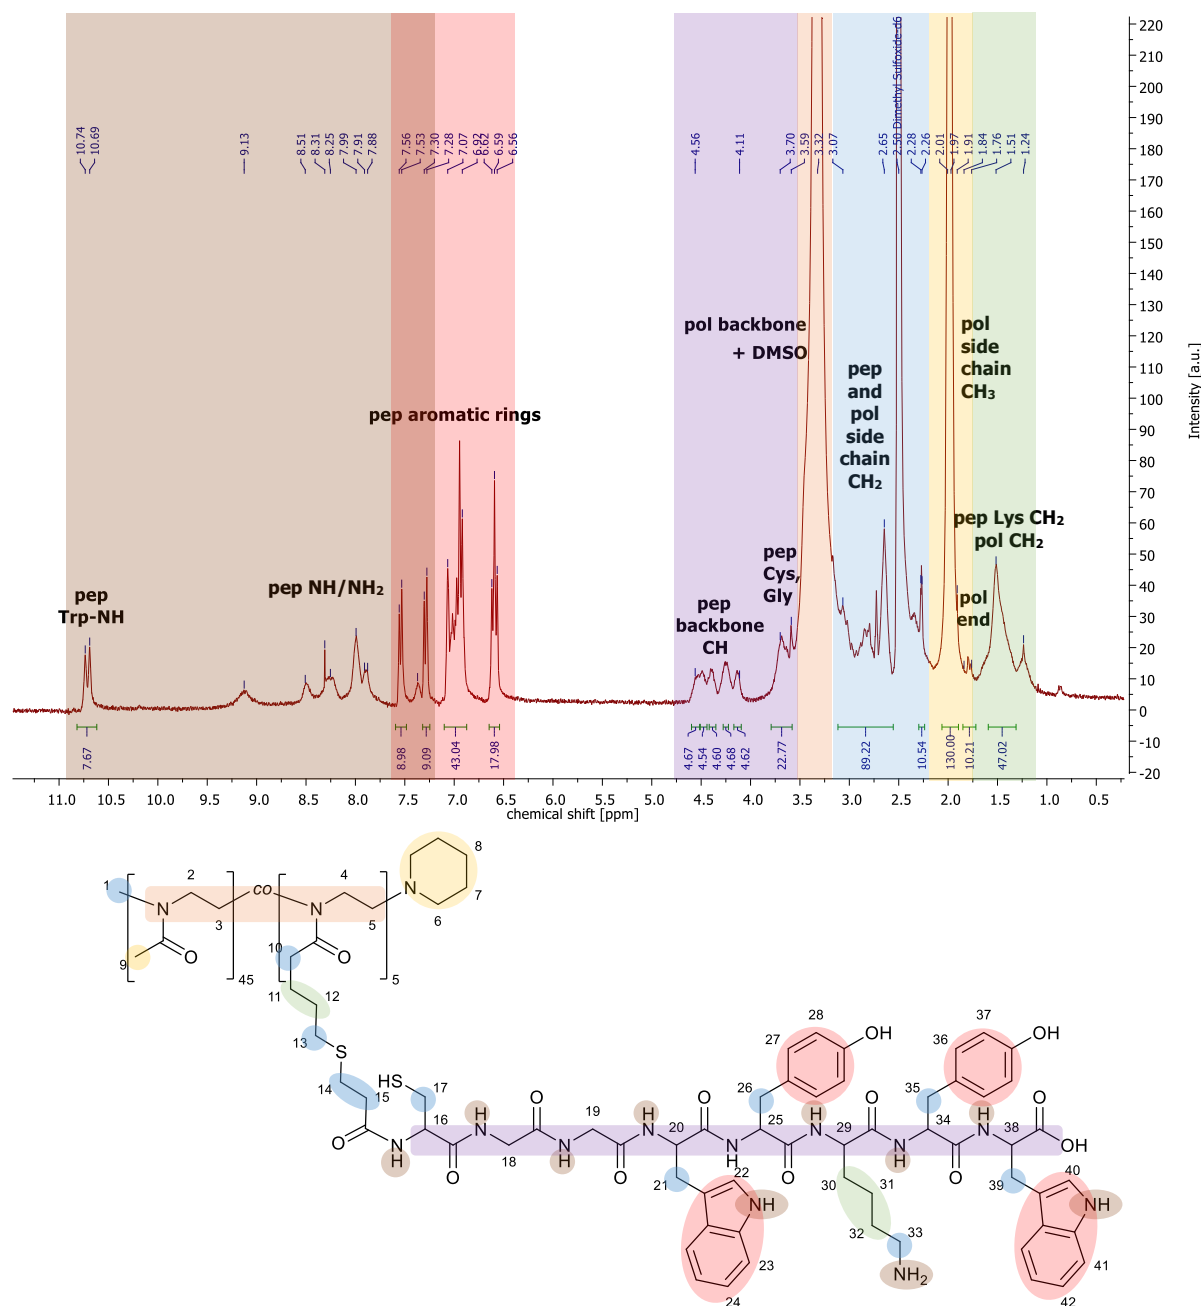 10.74
10.69
9.13
8.51
8.31
8.25
7.99
7.91
7.88
7.56
7.53
7.30
7.28
7.07
6.92
6.62
6.59
6.56
4.56
4.11
3.70
3.59
3.32
3.07
2.65
2.50 Dimethyl Sulfoxide-d6
2.28
2.26
2.01
1.97
1.91
1.84
1.76
1.51
1.24
220
210
200
190
180
170
160
150
140
130
120
110
100
90
80
70
60
50
40
30
20
10
0
-10
-20
Intensity [a.u.]
pol backbone
+ DMSO
pol
side
chain
CH₃
pep
and
pol
side
chain
CH₂
pep aromatic rings
pep Lys CH₂
pol CH₂
pep
Cys,
Gly
pep NH/NH₂
pep
Trp-NH
pep
backbone
CH
pol
end
7.67
8.98
9.09
43.04
17.98
4.67
4.54
4.60
4.68
4.62
22.77
89.22
10.54
130.00
10.21
47.02
11.0 10.5 10.0 9.5 9.0 8.5 8.0 7.5 7.0 6.5 6.0 5.5 5.0 4.5 4.0 3.5 3.0 2.5 2.0 1.5 1.0 0.5
chemical shift [ppm]
8
1 2 co 4 N 7
N 3 N 5 6
9 O 10 O
45 5
11 12
13 S
28 37
27 OH 36 OH
14 15 HS 17 26 35
O N H 16 H N O 19 H N O 25 H N O 34 H N O
O 18 N H O 20 N H O 29 N H O 38 OH
21 22 NH 30 31 39 40 NH
32 33
23 41
24 NH₂ 42